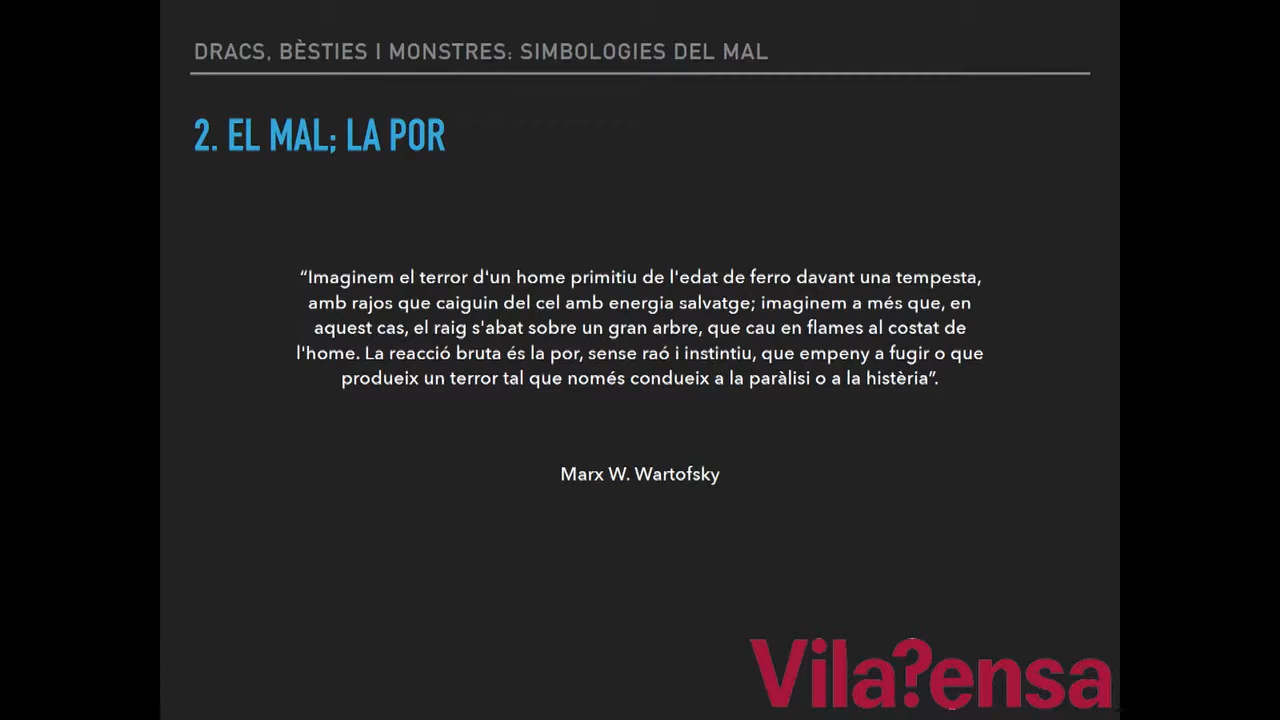 DRACS, BÈSTIES I MONSTRES: SIMBOLOGIES DEL MAL
2. EL MAL; LA POR
“Imaginem el terror d'un home primitiu de l'edat de ferro davant una tempesta,
amb rajos que caiguin del cel amb energia salvatge; imaginem a més que, en
aquest cas, el raig s'abat sobre un gran arbre, que cau en flames al costat de
l'home. La reacció bruta és la por, sense raó i instintiu, que empeny a fugir o que
produeix un terror tal que només condueix a la paràlisi o a la histèria”.
Marx W. Wartofsky
Vila?ensa